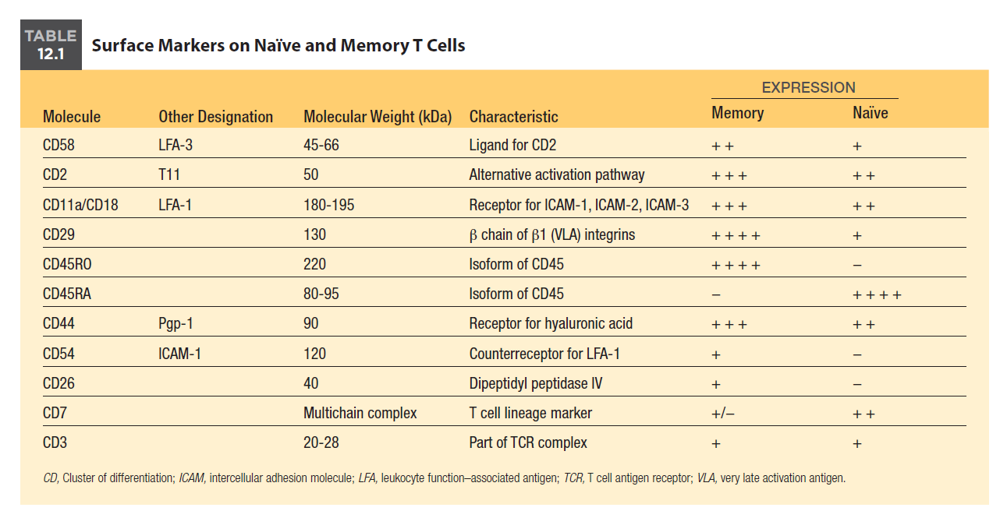 TABLE
12.1
Surface Markers on Naïve and Memory T Cells
EXPRESSION
Molecule Other Designation Molecular Weight (kDa) Characteristic Memory Naïve
CD58 LFA-3 45-66 Ligand for CD2 + + +
CD2 T11 50 Alternative activation pathway + + + + +
CD11a/CD18 LFA-1 180-195 Receptor for ICAM-1, ICAM-2, ICAM-3 + + + + +
CD29 130 β chain of β1 (VLA) integrins + + + + +
CD45RO 220 Isoform of CD45 + + + + –
CD45RA 80-95 Isoform of CD45 – + + + +
CD44 Pgp-1 90 Receptor for hyaluronic acid + + + + +
CD54 ICAM-1 120 Counterreceptor for LFA-1 + –
CD26 40 Dipeptidyl peptidase IV + –
CD7 Multichain complex T cell lineage marker +/– + +
CD3 20-28 Part of TCR complex + +
CD, Cluster of differentiation; ICAM, intercellular adhesion molecule; LFA, leukocyte function–associated antigen; TCR, T cell antigen receptor; VLA, very late activation antigen.